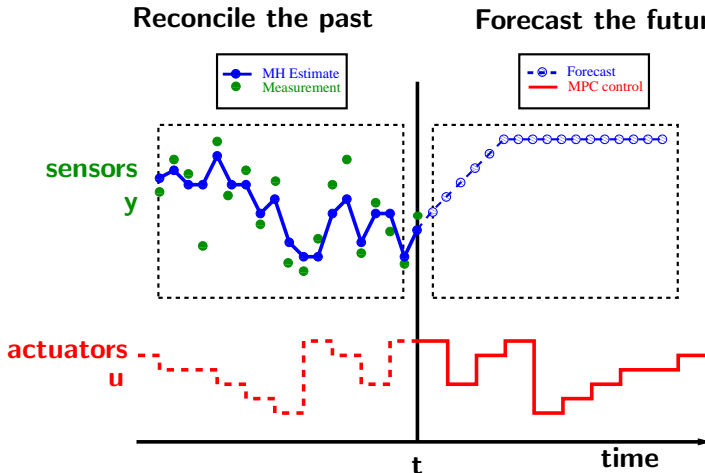 Reconcile the past
Forecast the futur
MH Estimate
Measurement
Forecast
MPC control
sensors
y
actuators
u
t
time